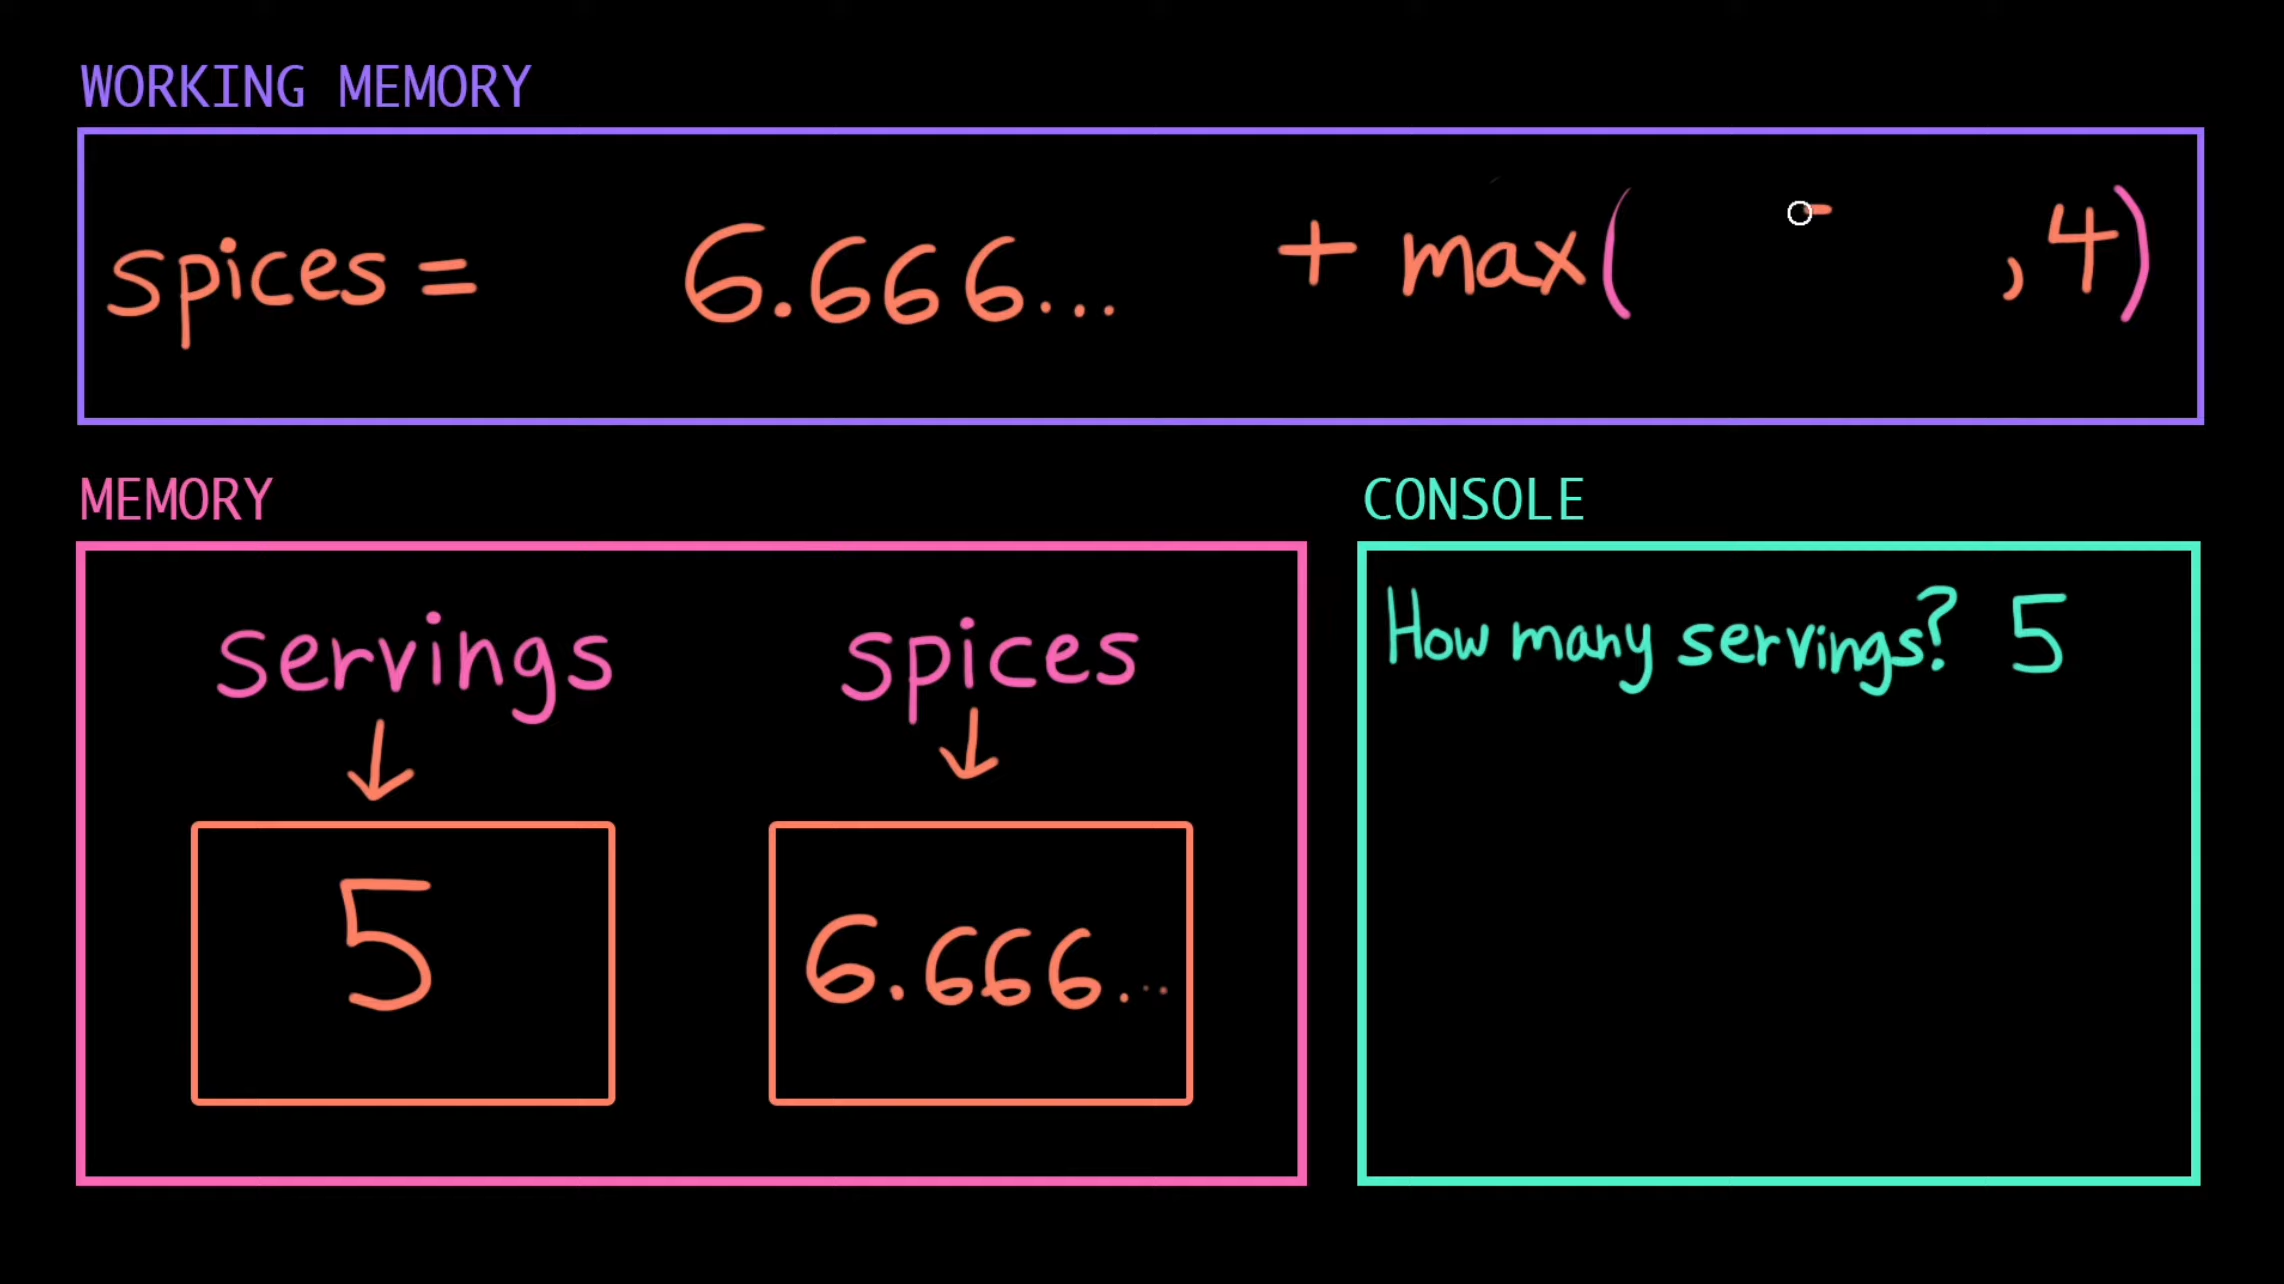 WORKING MEMORY
spices = 6.666... + max( , 4)
MEMORY
servings spices
5 6.666...
CONSOLE
How many servings? 5